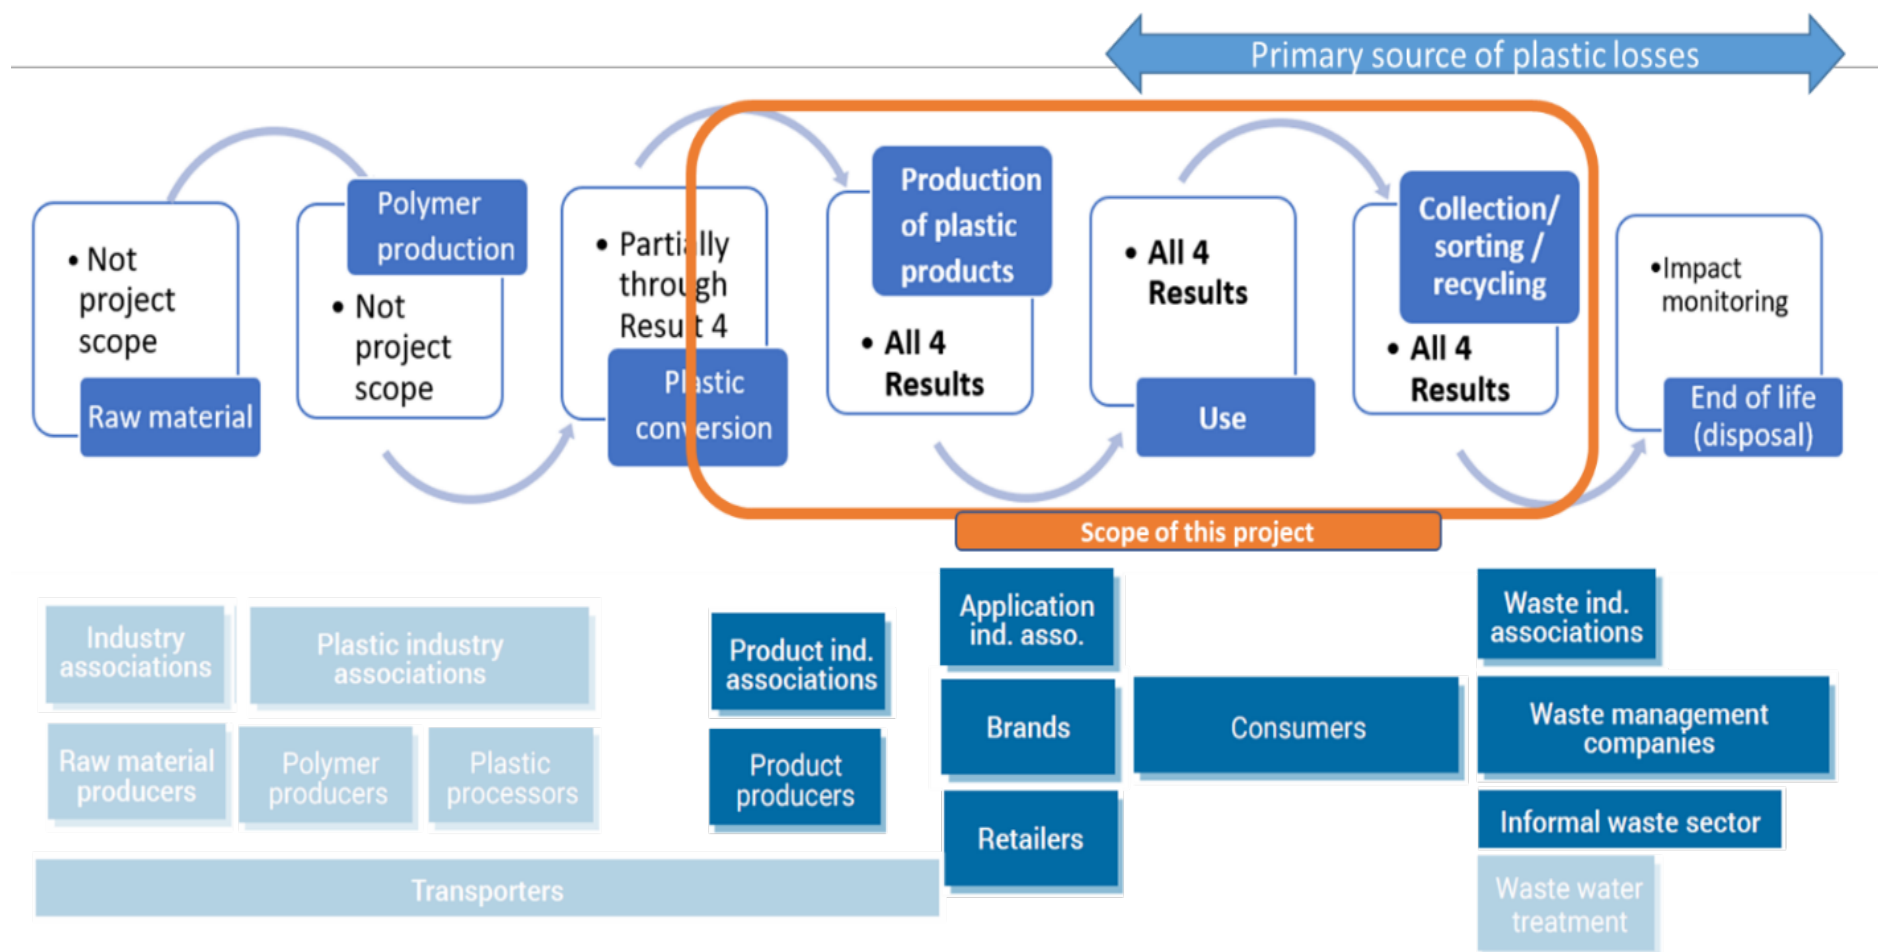 Primary source of plastic losses
• Not
project
scope
Raw material
Polymer
production
• Not
project
scope
• Partially
through
Result 4
Plastic
conversion
Production
of plastic
products
• All 4
Results
• All 4
Results
Use
Collection/
sorting /
recycling
• All 4
Results
•Impact
monitoring
End of life
(disposal)
Scope of this project
Industry
associations
Plastic industry
associations
Raw material
producers
Polymer
producers
Plastic
processors
Transporters
Product ind.
associations
Product
producers
Application
ind. asso.
Brands
Retailers
Consumers
Waste ind.
associations
Waste management
companies
Informal waste sector
Waste water
treatment